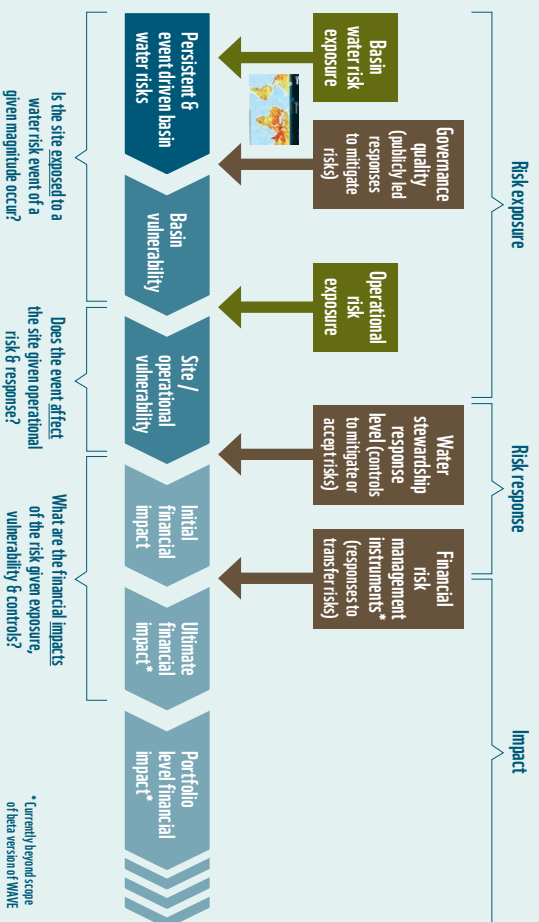 Risk exposure
Risk response
Impact
Basin
water risk
exposure
Governance
quality
(publicly led
responses
to mitigate
risks)
Operational
risk
exposure
Water
stewardship
response
level (controls
to mitigate or
accept risks)
Financial
risk
management
instruments*
(responses to
transfer risks)
Persistent &
event driven basin
water risks
Basin
vulnerability
Site /
operational
vulnerability
Initial
financial
impact
Ultimate
financial
impact*
Portfolio
level financial
impact*
Is the site exposed to a
water risk event of a
given magnitude occur?
Does the event affect
the site given operational
risk & response?
What are the financial impacts
of the risk given exposure,
vulnerability & controls?
* Currently beyond scope
of beta version of WAVE